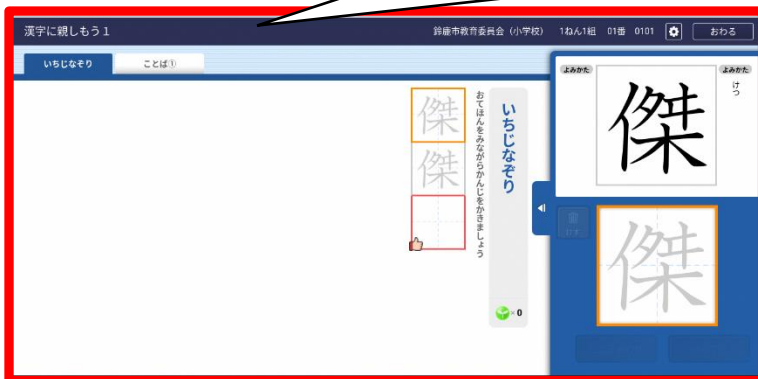 漢字に親しもう1
鈴鹿市教育委員会（小学校） 1ねん1組 01番 0101
おわる
いちじなぞり
ことば①
いちじなぞり
おてほんをみながらかんじをかきましょう
傑
傑
×0
よみかた
傑
よみかた
けつ
けす
傑